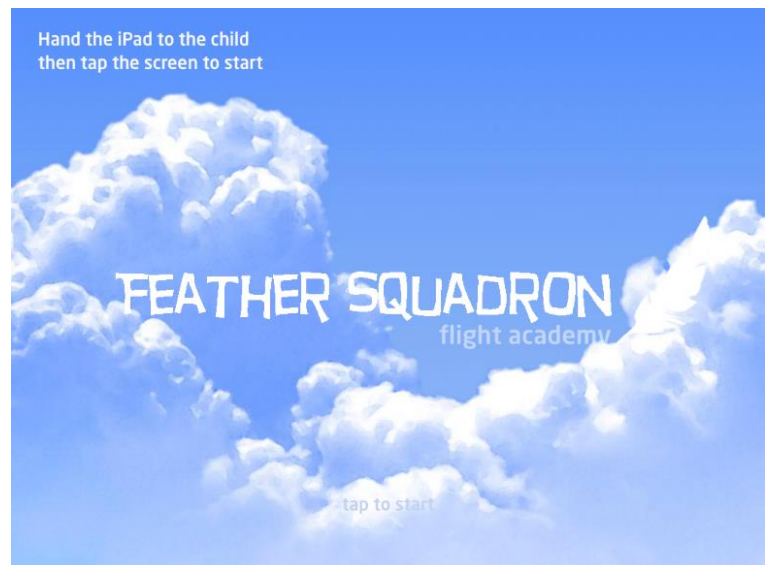 Hand the iPad to the child
then tap the screen to start
FEATHER SQUADRON
flight academy
tap to start